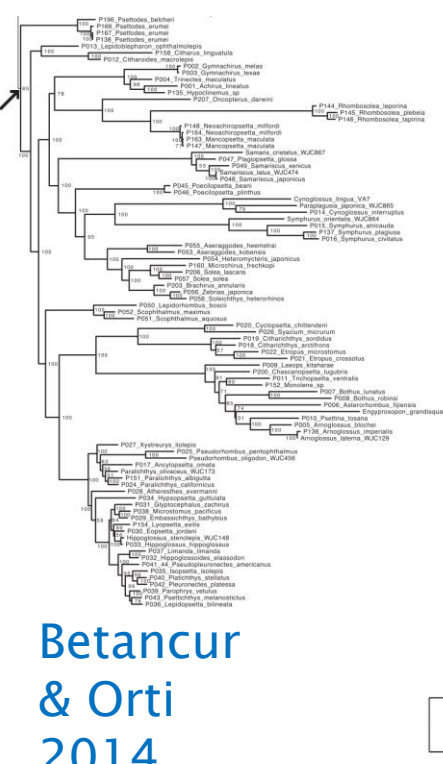 P196_Psettodes_belcheri
P166_Psettodes_erumei
P167_Psettodes_erumei
P138_Psettodes_erumei
P013_Lepidoblepharon_ophthalmolepis
P158_Citharus_linguatula
P012_Citharoides_macrolepis
P002_Gymnachirus_melas
P003_Gymnachirus_texae
P004_Trinectes_maculatus
P001_Achirus_lineatus
P135_Hypoclinemus_sp
P207_Oncopterus_darwini
P144_Rhombosolea_leporina
P145_Rhombosolea_plebeia
P146_Rhombosolea_tapirina
P148_Neoachiropsetta_milfordi
P164_Neoachiropsetta_milfordi
P163_Mancopsetta_maculata
P147_Mancopsetta_maculata
Samaris_cristatus_WJC867
P047_Plagiopsetta_glossa
P049_Samariscus_xenicus
Samariscus_latus_WJC474
P048_Samariscus_japonicus
P045_Poecilopsetta_beani
P046_Poecilopsetta_plinthus
Cynoglossus_lingua_VA7
Paraplagusia_japonica_WJC865
P014_Cynoglossus_interruptus
Symphurus_orientalis_WJC864
P015_Symphurus_atricauda
P137_Symphurus_plagiusa
P016_Symphurus_civitatus
P055_Aseraggodes_heemstrai
P053_Aseraggodes_kobensis
P054_Heteromycteris_japonicus
P160_Microchirus_frechkopi
P206_Solea_lascaris
P057_Solea_solea
P203_Brachirus_annularis
P056_Zebrias_japonica
P058_Soleichthys_heterorhinos
P050_Lepidorhombus_boscii
P052_Scophthalmus_maximus
P051_Scophthalmus_aquosus
P020_Cyclopsetta_chittendeni
P026_Syacium_micrurum
P019_Citharichthys_sordidus
P018_Citharichthys_arctifrons
P022_Etropus_microstomus
P021_Etropus_crossotus
P009_Laeops_kitaharae
P200_Chascanopsetta_lugubris
P011_Trichopsetta_ventralis
P152_Monolene_sp
P007_Bothus_lunatus
P008_Bothus_robinsi
P006_Asterorhombus_fijiensis
Engyprosopon_grandisquama
P010_Psettina_tosana
P005_Arnoglossus_blochei
P136_Arnoglossus_imperialis
Arnoglossus_laterna_WJC129
P027_Xystreurys_liolepis
P025_Pseudorhombus_pentophthalmus
Pseudorhombus_oligodon_WJC456
P017_Ancylopsetta_omata
Paralichthys_olivaceus_WJC173
P151_Paralichthys_albigutta
P024_Paralichthys_californicus
P028_Atheresthes_evermanni
P034_Hypsopsetta_guttulata
P031_Glyptocephalus_zachirus
P038_Microstomus_pacificus
P029_Embassichthys_bathybius
P154_Lyopsetta_exilis
P030_Eopsetta_jordani
Hippoglossus_stenolepis_WJC148
P033_Hippoglossus_hippoglossus
P037_Limanda_limanda
P032_Hippoglossoides_elassodon
P041_44_Pseudopleuronectes_americanus
P035_Isopsetta_isolepis
P040_Platichthys_stellatus
P042_Pleuronectes_platessa
P039_Parophrys_vetulus
P043_Psettichthys_melanostictus
P036_Lepidopsetta_bilineata
Betancur
& Orti
2014